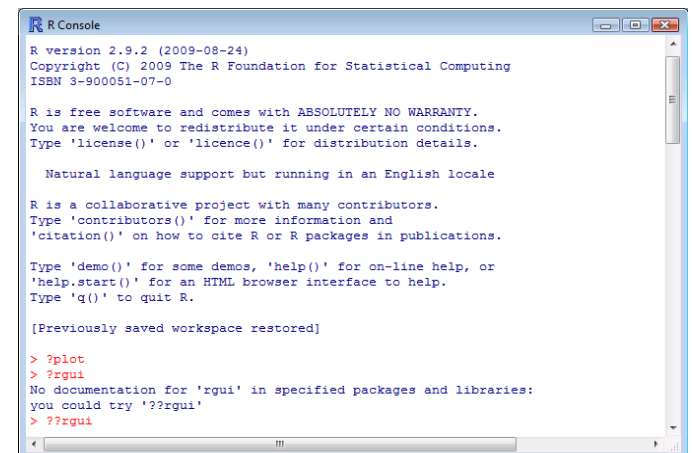 R Console
R version 2.9.2 (2009-08-24)
Copyright (C) 2009 The R Foundation for Statistical Computing
ISBN 3-900051-07-0
R is free software and comes with ABSOLUTELY NO WARRANTY.
You are welcome to redistribute it under certain conditions.
Type 'license()' or 'licence()' for distribution details.
Natural language support but running in an English locale
R is a collaborative project with many contributors.
Type 'contributors()' for more information and
'citation()' on how to cite R or R packages in publications.
Type 'demo()' for some demos, 'help()' for on-line help, or
'help.start()' for an HTML browser interface to help.
Type 'q()' to quit R.
[Previously saved workspace restored]
> ?plot
> ?rgui
No documentation for 'rgui' in specified packages and libraries:
you could try '??rgui'
> ??rgui